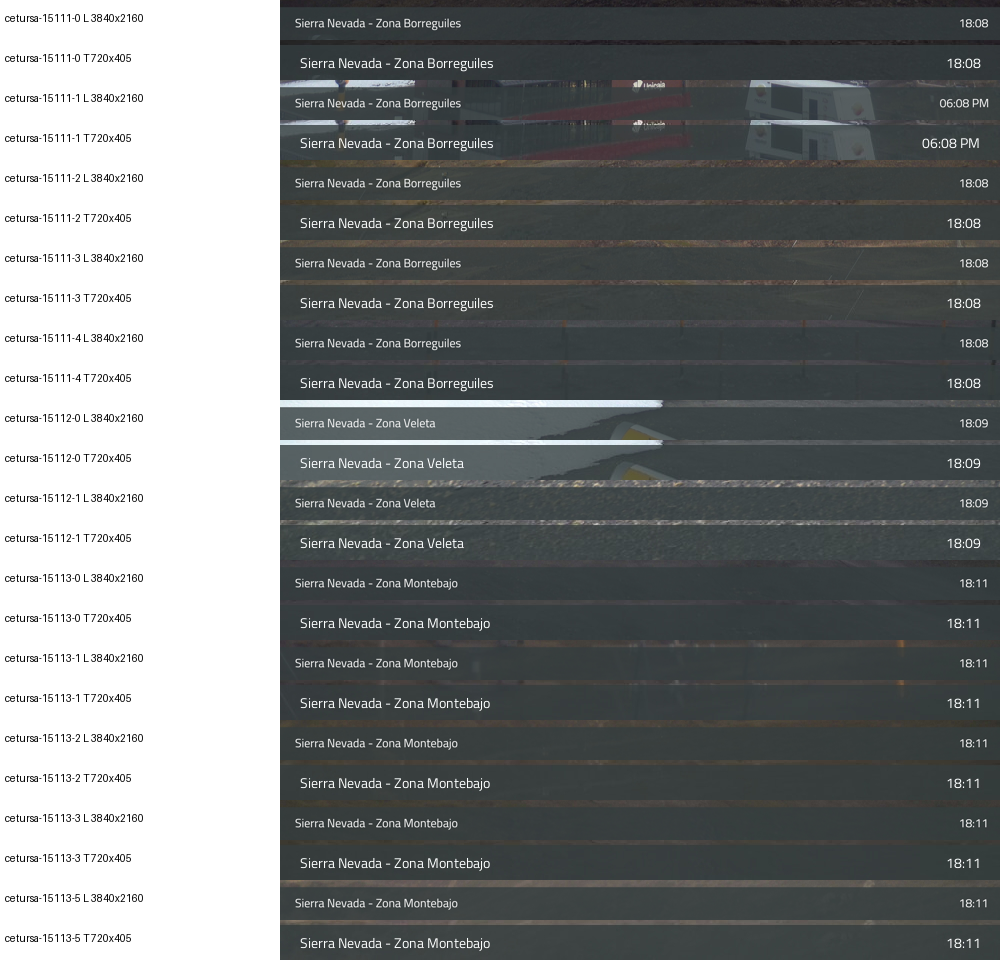 cetursa-15111-0 L 3840x2160 Sierra Nevada - Zona Borreguiles 18:08
cetursa-15111-0 T 720x405 Sierra Nevada - Zona Borreguiles 18:08
cetursa-15111-1 L 3840x2160 Sierra Nevada - Zona Borreguiles 06:08 PM
cetursa-15111-1 T 720x405 Sierra Nevada - Zona Borreguiles 06:08 PM
cetursa-15111-2 L 3840x2160 Sierra Nevada - Zona Borreguiles 18:08
cetursa-15111-2 T 720x405 Sierra Nevada - Zona Borreguiles 18:08
cetursa-15111-3 L 3840x2160 Sierra Nevada - Zona Borreguiles 18:08
cetursa-15111-3 T 720x405 Sierra Nevada - Zona Borreguiles 18:08
cetursa-15111-4 L 3840x2160 Sierra Nevada - Zona Borreguiles 18:08
cetursa-15111-4 T 720x405 Sierra Nevada - Zona Borreguiles 18:08
cetursa-15112-0 L 3840x2160 Sierra Nevada - Zona Veleta 18:09
cetursa-15112-0 T 720x405 Sierra Nevada - Zona Veleta 18:09
cetursa-15112-1 L 3840x2160 Sierra Nevada - Zona Veleta 18:09
cetursa-15112-1 T 720x405 Sierra Nevada - Zona Veleta 18:09
cetursa-15113-0 L 3840x2160 Sierra Nevada - Zona Montebajo 18:11
cetursa-15113-0 T 720x405 Sierra Nevada - Zona Montebajo 18:11
cetursa-15113-1 L 3840x2160 Sierra Nevada - Zona Montebajo 18:11
cetursa-15113-1 T 720x405 Sierra Nevada - Zona Montebajo 18:11
cetursa-15113-2 L 3840x2160 Sierra Nevada - Zona Montebajo 18:11
cetursa-15113-2 T 720x405 Sierra Nevada - Zona Montebajo 18:11
cetursa-15113-3 L 3840x2160 Sierra Nevada - Zona Montebajo 18:11
cetursa-15113-3 T 720x405 Sierra Nevada - Zona Montebajo 18:11
cetursa-15113-5 L 3840x2160 Sierra Nevada - Zona Montebajo 18:11
cetursa-15113-5 T 720x405 Sierra Nevada - Zona Montebajo 18:11